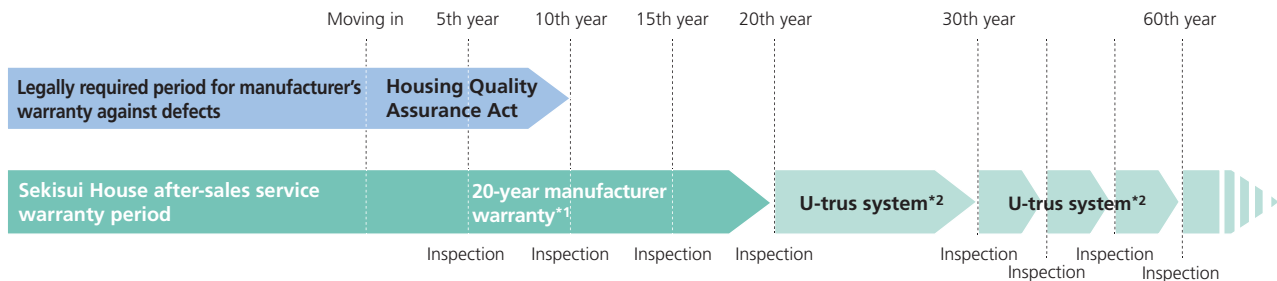 Moving in 5th year 10th year 15th year 20th year 30th year 60th year
Legally required period for manufacturer's
warranty against defects
Housing Quality
Assurance Act
Sekisui House after-sales service
warranty period
20-year manufacturer
warranty*1
U-trus system*2
U-trus system*2
Inspection Inspection Inspection Inspection Inspection Inspection
Inspection Inspection